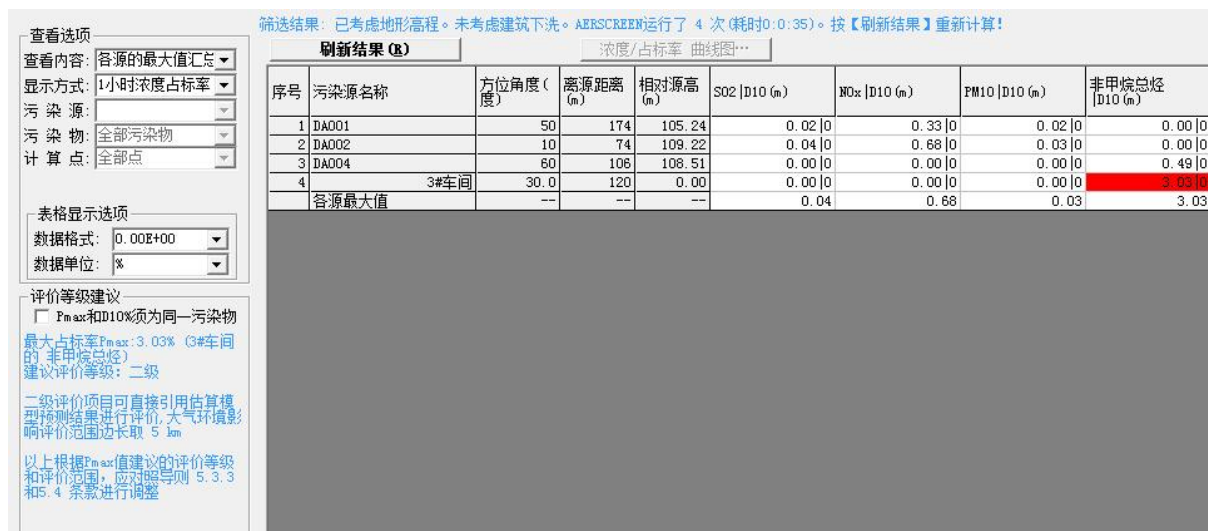 筛选结果: 已考虑地形高程。未考虑建筑下洗。AERSCREEN运行了 4 次(耗时0:0:35)。按【刷新结果】重新计算!
查看选项
查看内容: 各源的最大值汇总
显示方式: 1小时浓度占标率
污 染 源:
污 染 物: 全部污染物
计 算 点: 全部点
表格显示选项
数据格式: 0.00E+00
数据单位: %
评价等级建议
Pmax和D10%须为同一污染物
最大占标率Pmax:3.03% (3#车间
的 非甲烷总烃)
建议评价等级: 二级
二级评价项目可直接引用估算模
型预测结果进行评价,大气环境影
响评价范围边长取 5 km
以上根据Pmax值建议的评价等级
和评价范围,应对照导则 5.3.3
和5.4 条款进行调整
刷新结果(R) 浓度/占标率 曲线图…
序号 污染源名称 方位角度(度) 离源距离(m) 相对源高(m) SO2|D10(m) NOx|D10(m) PM10|D10(m) 非甲烷总烃|D10(m)
1 DA001 50 174 105.24 0.02|0 0.33|0 0.02|0 0.00|0
2 DA002 10 74 109.22 0.04|0 0.68|0 0.03|0 0.00|0
3 DA004 60 106 108.51 0.00|0 0.00|0 0.00|0 0.49|0
4 3#车间 30.0 120 0.00 0.00|0 0.00|0 0.00|0 3.03|0
各源最大值 -- -- -- 0.04 0.68 0.03 3.03